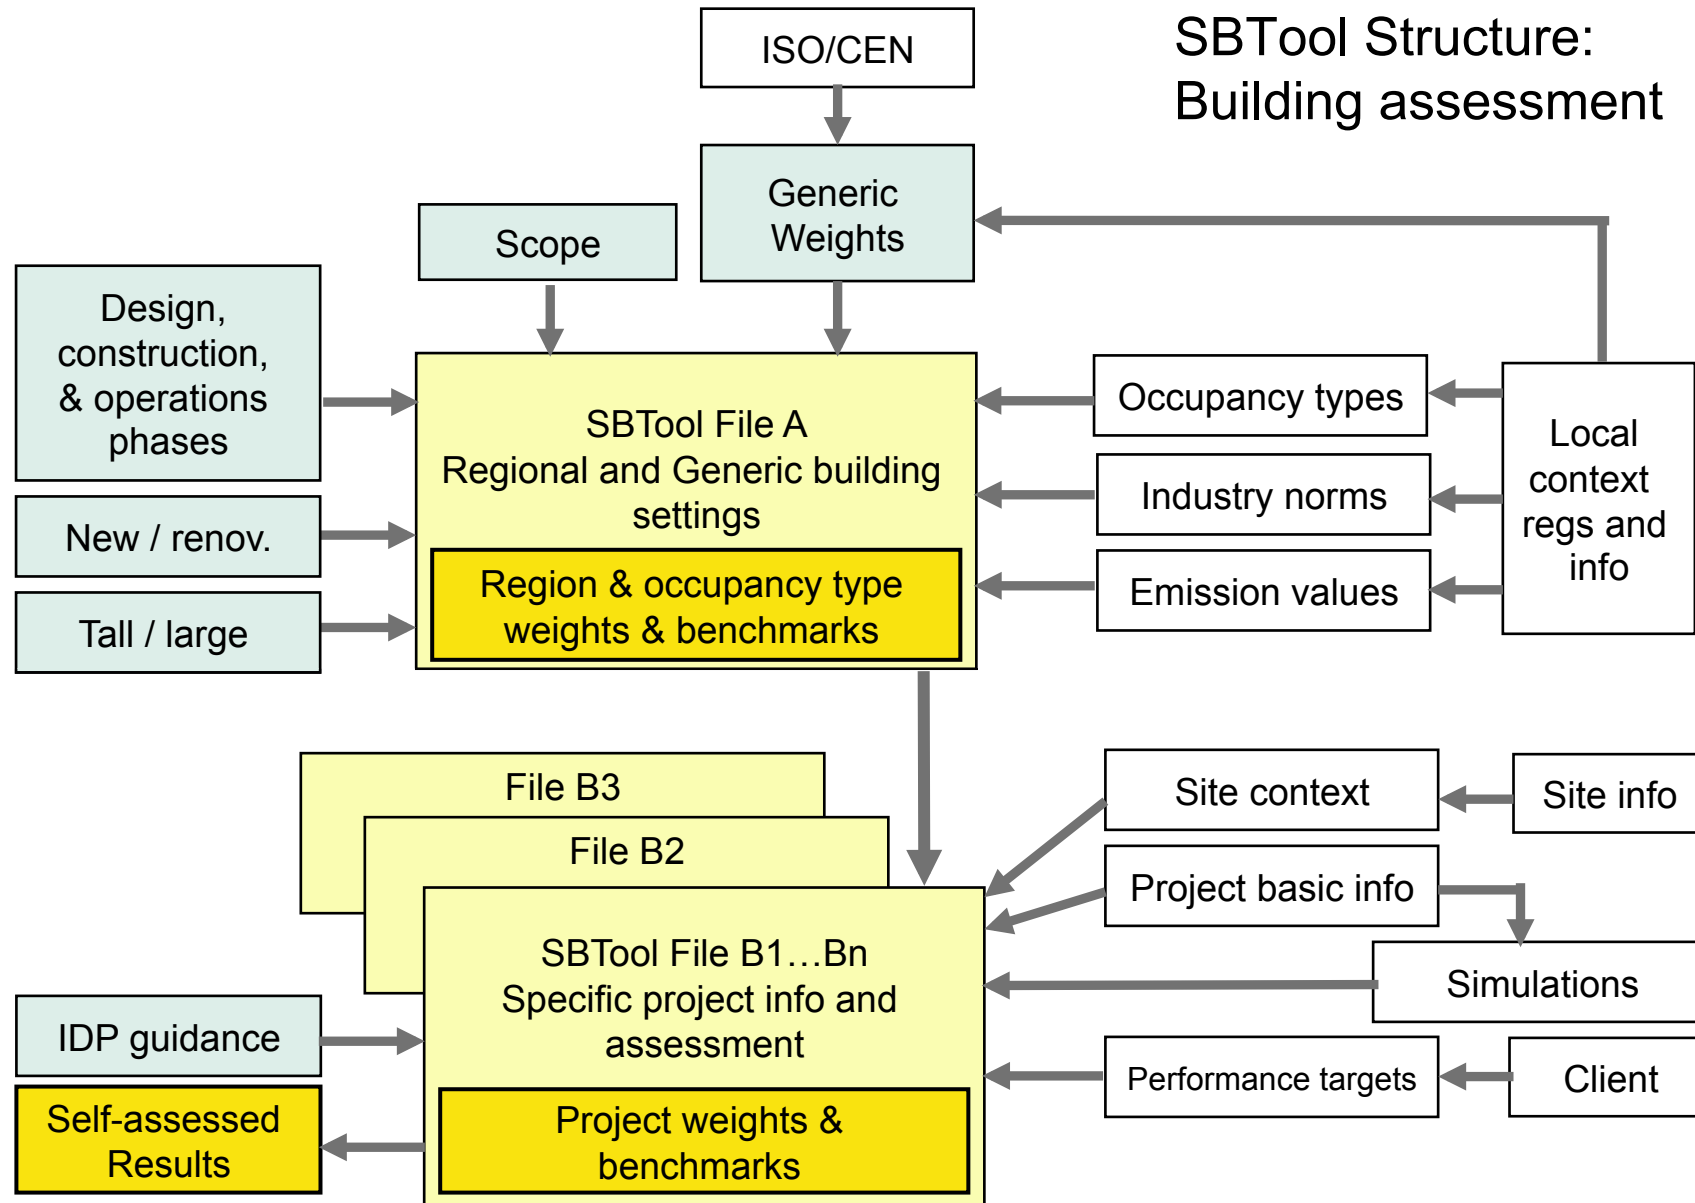 SBTool Structure:
Building assessment
ISO/CEN
Generic
Weights
Scope
Design,
construction,
& operations
phases
New / renov.
Tall / large
SBTool File A
Regional and Generic building
settings
Region & occupancy type
weights & benchmarks
Occupancy types
Industry norms
Emission values
Local
context
regs and
info
File B3
File B2
SBTool File B1…Bn
Specific project info and
assessment
Project weights &
benchmarks
Site context
Site info
Project basic info
Simulations
Performance targets
Client
IDP guidance
Self-assessed
Results